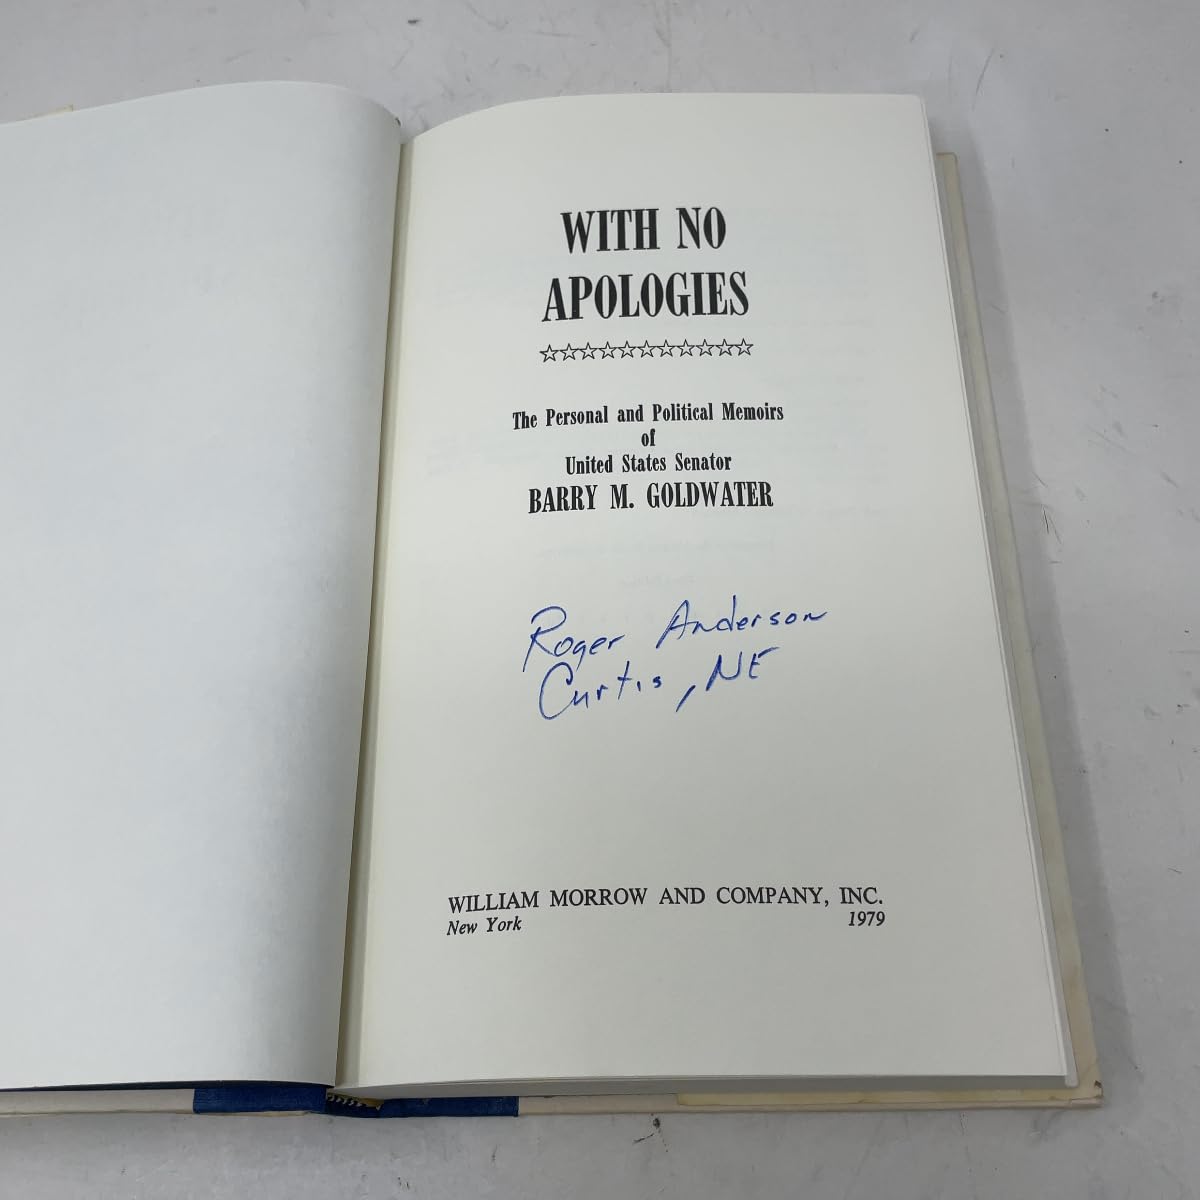 WITH NO
APOLOGIES
☆☆☆☆☆☆☆☆☆☆☆
The Personal and Political Memoirs
of
United States Senator
BARRY M. GOLDWATER
Roger Anderson
Curtis, NE
WILLIAM MORROW AND COMPANY, INC.
New York 1979